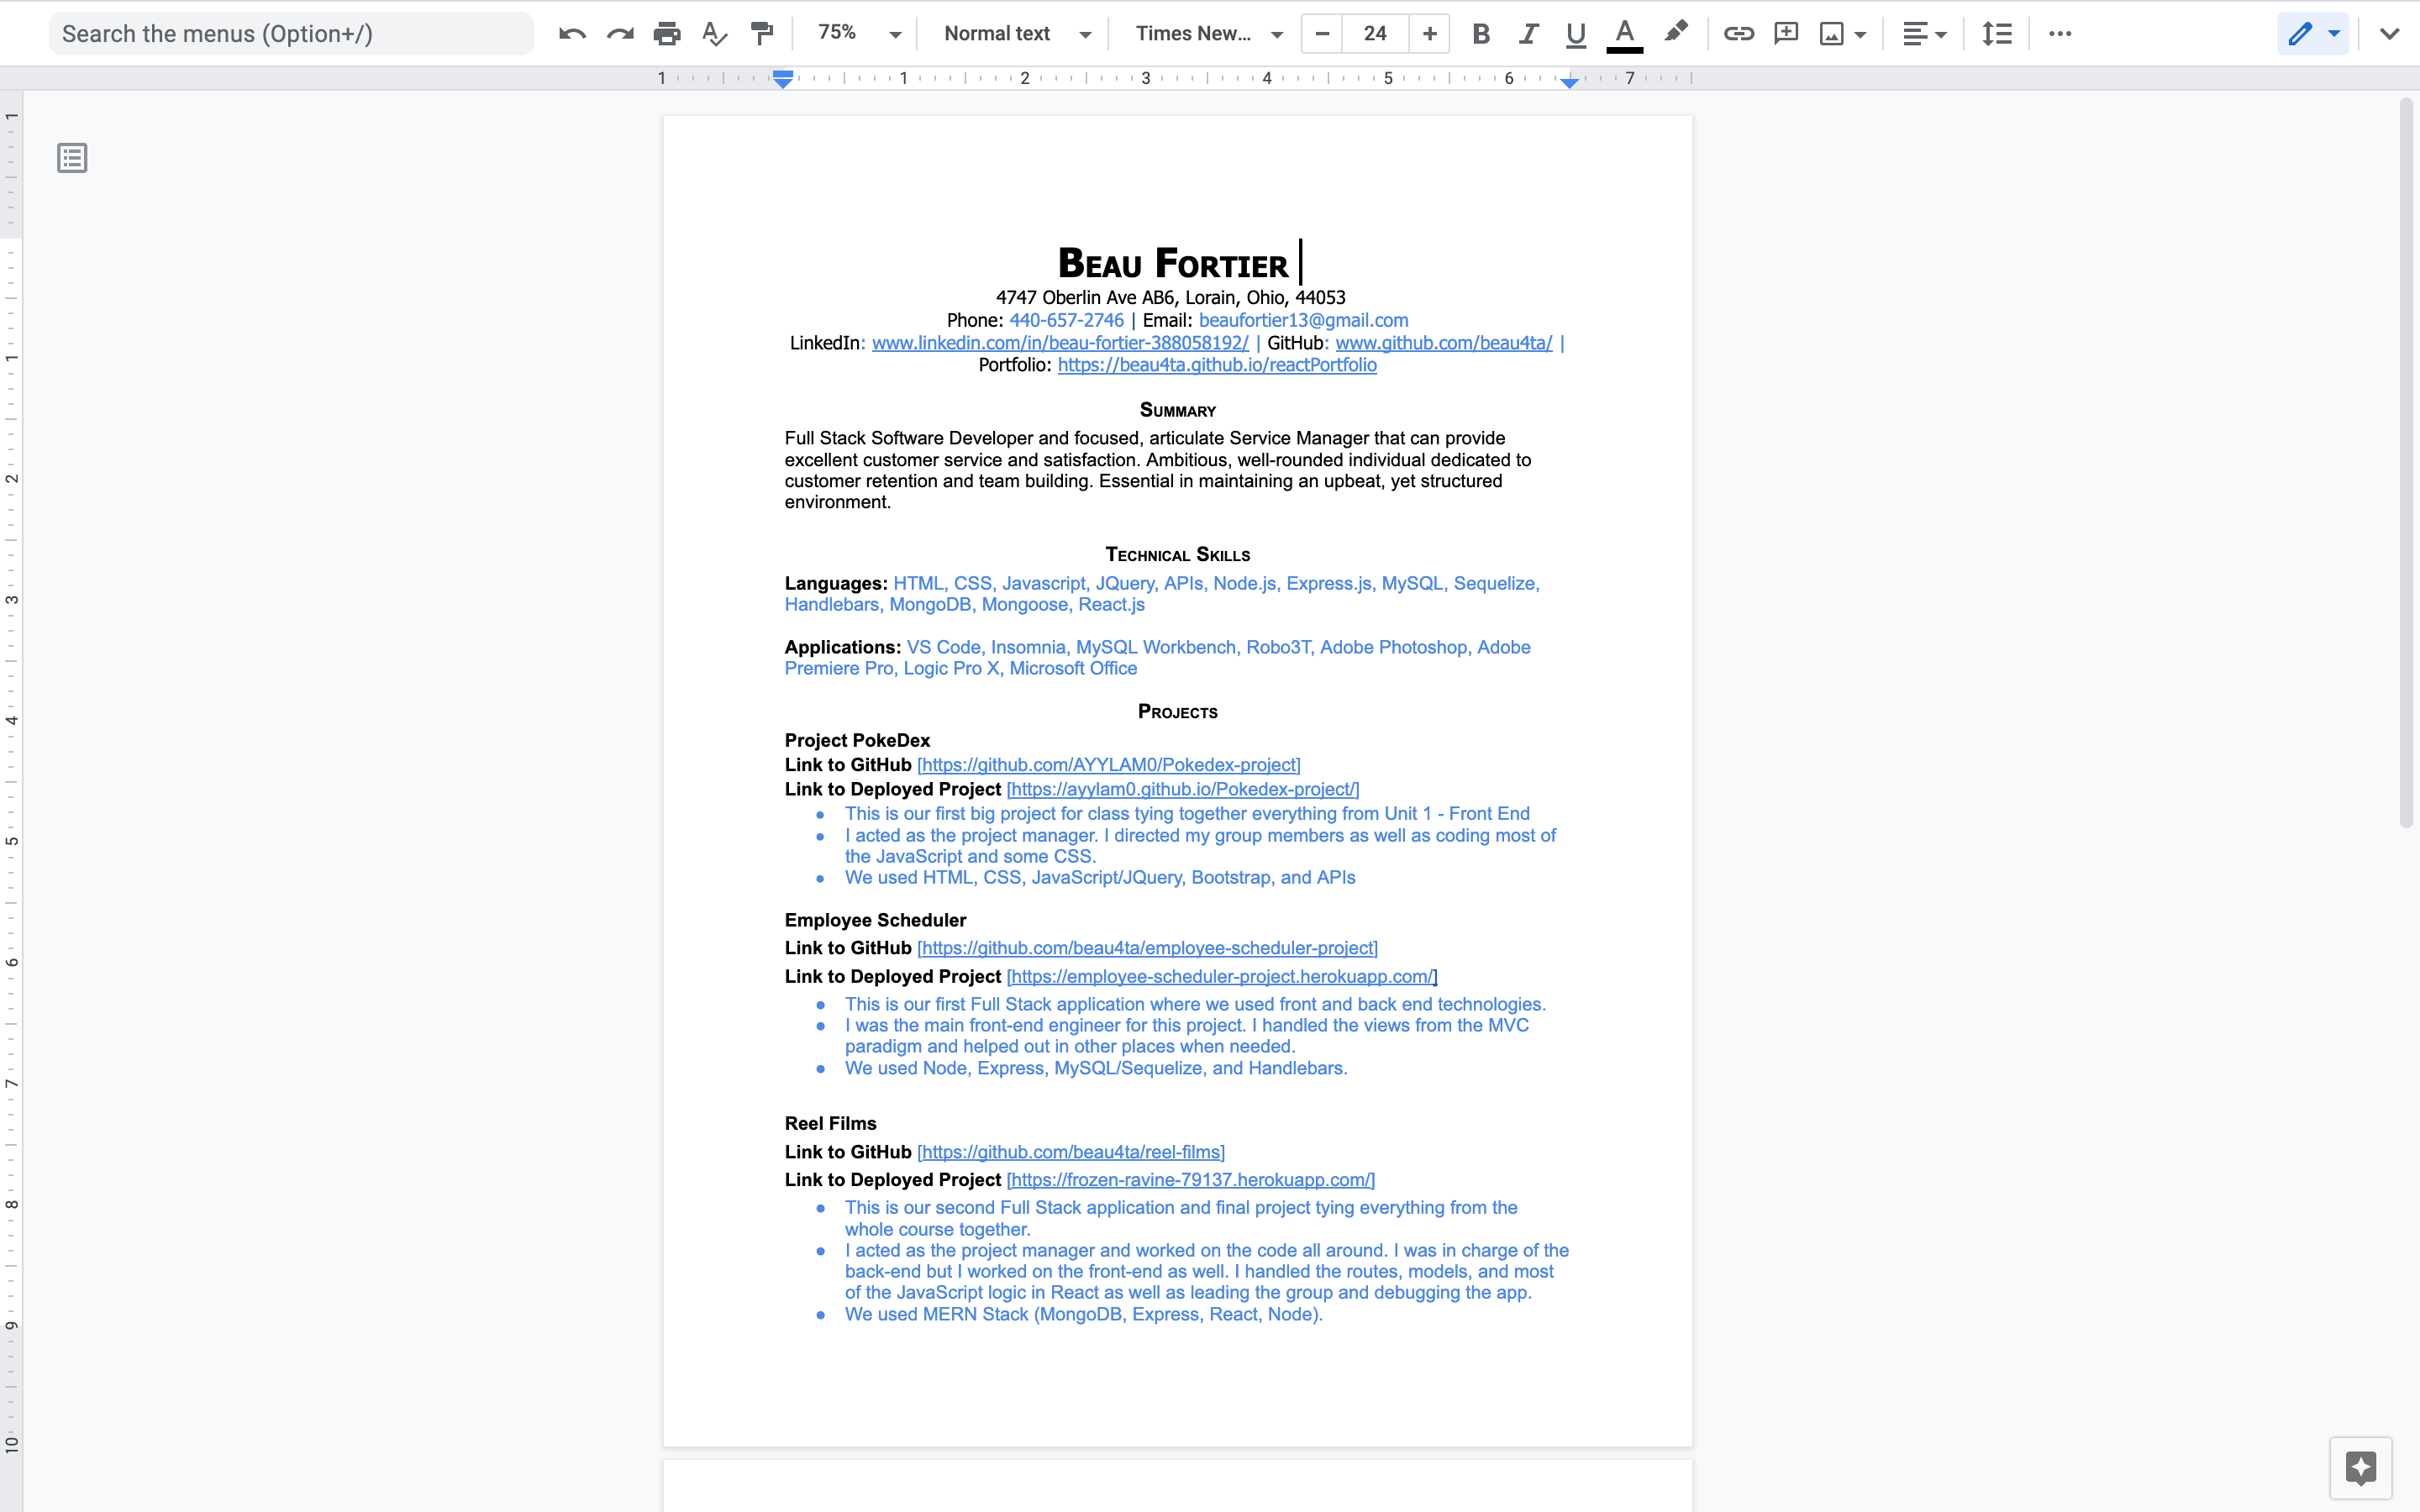 Search the menus (Option+/)
75%
Normal text
Times New...
24
B I U A
1 1 2 3 4 5 6 7
BEAU FORTIER
4747 Oberlin Ave AB6, Lorain, Ohio, 44053
Phone: 440-657-2746 | Email: beaufortier13@gmail.com
LinkedIn: www.linkedin.com/in/beau-fortier-388058192/ | GitHub: www.github.com/beau4ta/ |
Portfolio: https://beau4ta.github.io/reactPortfolio
SUMMARY
Full Stack Software Developer and focused, articulate Service Manager that can provide
excellent customer service and satisfaction. Ambitious, well-rounded individual dedicated to
customer retention and team building. Essential in maintaining an upbeat, yet structured
environment.
TECHNICAL SKILLS
Languages: HTML, CSS, Javascript, JQuery, APIs, Node.js, Express.js, MySQL, Sequelize,
Handlebars, MongoDB, Mongoose, React.js
Applications: VS Code, Insomnia, MySQL Workbench, Robo3T, Adobe Photoshop, Adobe
Premiere Pro, Logic Pro X, Microsoft Office
PROJECTS
Project PokeDex
Link to GitHub [https://github.com/AYYLAM0/Pokedex-project]
Link to Deployed Project [https://ayylam0.github.io/Pokedex-project/]
● This is our first big project for class tying together everything from Unit 1 - Front End
● I acted as the project manager. I directed my group members as well as coding most of
the JavaScript and some CSS.
● We used HTML, CSS, JavaScript/JQuery, Bootstrap, and APIs
Employee Scheduler
Link to GitHub [https://github.com/beau4ta/employee-scheduler-project]
Link to Deployed Project [https://employee-scheduler-project.herokuapp.com/]
● This is our first Full Stack application where we used front and back end technologies.
● I was the main front-end engineer for this project. I handled the views from the MVC
paradigm and helped out in other places when needed.
● We used Node, Express, MySQL/Sequelize, and Handlebars.
Reel Films
Link to GitHub [https://github.com/beau4ta/reel-films]
Link to Deployed Project [https://frozen-ravine-79137.herokuapp.com/]
● This is our second Full Stack application and final project tying everything from the
whole course together.
● I acted as the project manager and worked on the code all around. I was in charge of the
back-end but I worked on the front-end as well. I handled the routes, models, and most
of the JavaScript logic in React as well as leading the group and debugging the app.
● We used MERN Stack (MongoDB, Express, React, Node).
1
1
2
3
4
5
6
7
8
9
10